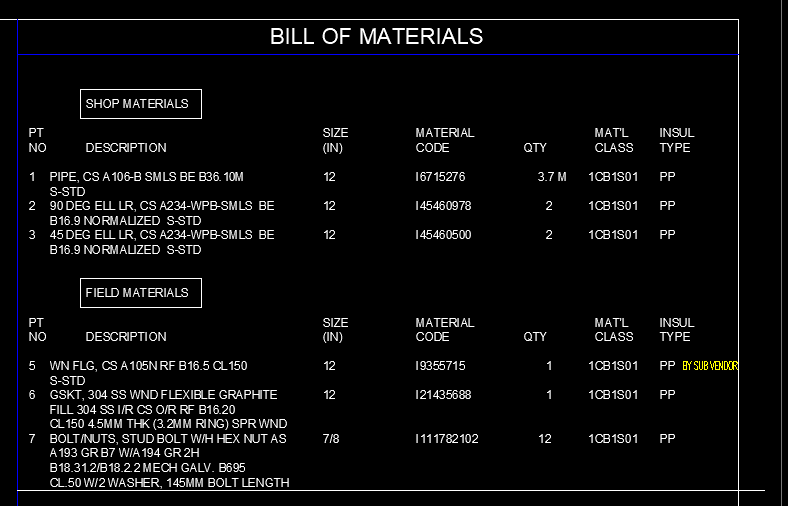 BILL OF MATERIALS
SHOP MATERIALS
PT SIZE MATERIAL MAT'L INSUL
NO DESCRIPTION (IN) CODE QTY CLASS TYPE
1 PIPE, CS A106-B SMLS BE B36.10M 12 I6715276 3.7 M 1CB1S01 PP
S-STD
2 90 DEG ELL LR, CS A234-WPB-SMLS BE 12 I45460978 2 1CB1S01 PP
B16.9 NORMALIZED S-STD
3 45 DEG ELL LR, CS A234-WPB-SMLS BE 12 I45460500 2 1CB1S01 PP
B16.9 NORMALIZED S-STD
FIELD MATERIALS
PT SIZE MATERIAL MAT'L INSUL
NO DESCRIPTION (IN) CODE QTY CLASS TYPE
5 WN FLG, CS A105N RF B16.5 CL150 12 I9355715 1 1CB1S01 PP BY SUB VENDOR
S-STD
6 GSKT, 304 SS WND FLEXIBLE GRAPHITE 12 I21435688 1 1CB1S01 PP
FILL 304 SS I/R CS O/R RF B16.20
CL150 4.5MM THK (3.2MM RING) SPR WND
7 BOLT/NUTS, STUD BOLT W/H HEX NUT AS 7/8 I111782102 12 1CB1S01 PP
A193 GR B7 W/A194 GR 2H
B18.31.2/B18.2.2 MECH GALV. B695
CL.50 W/2 WASHER, 145MM BOLT LENGTH